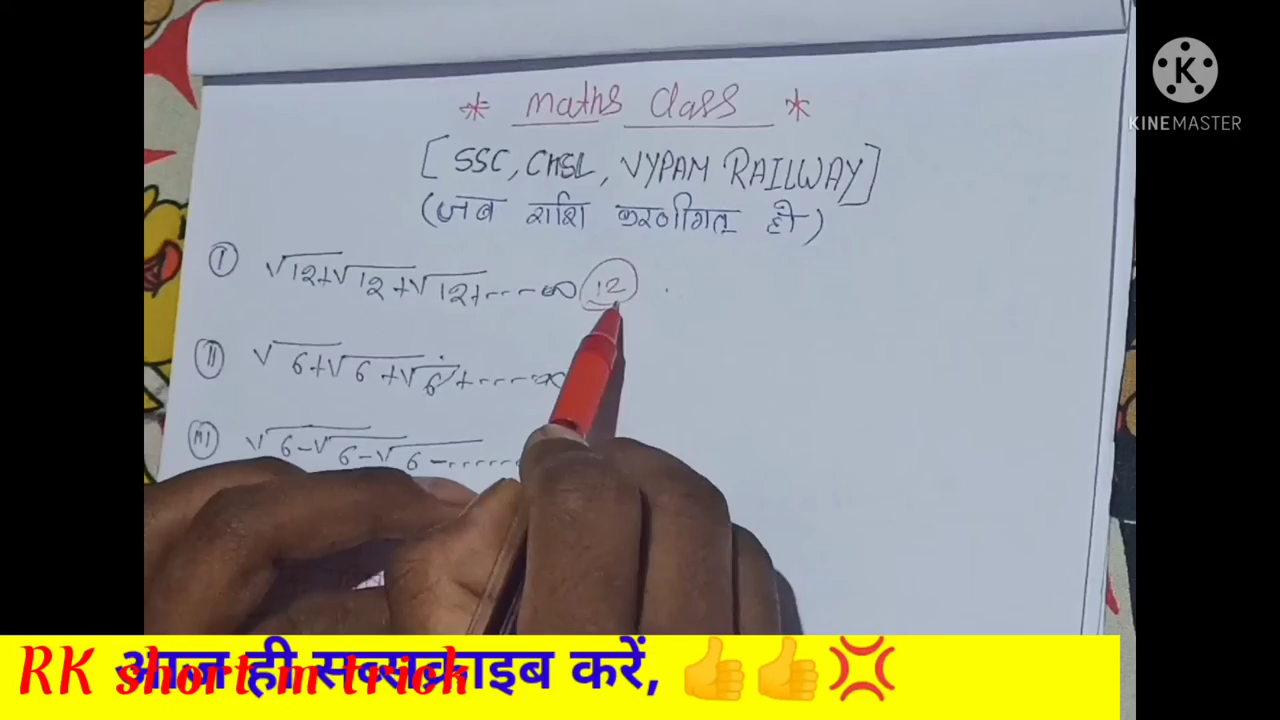 K
KINEMASTER
* maths class *
[SSC, CHSL, VYPAM RAILWAY]
(जब राशि करणीगत हो)
I √12+√12+√12+----∞ 12
II √6+√6+√6+----∞
III √6-√6-√6-......
आज ही सब्सक्राइब करें, 👍👍💢
RK short m trick